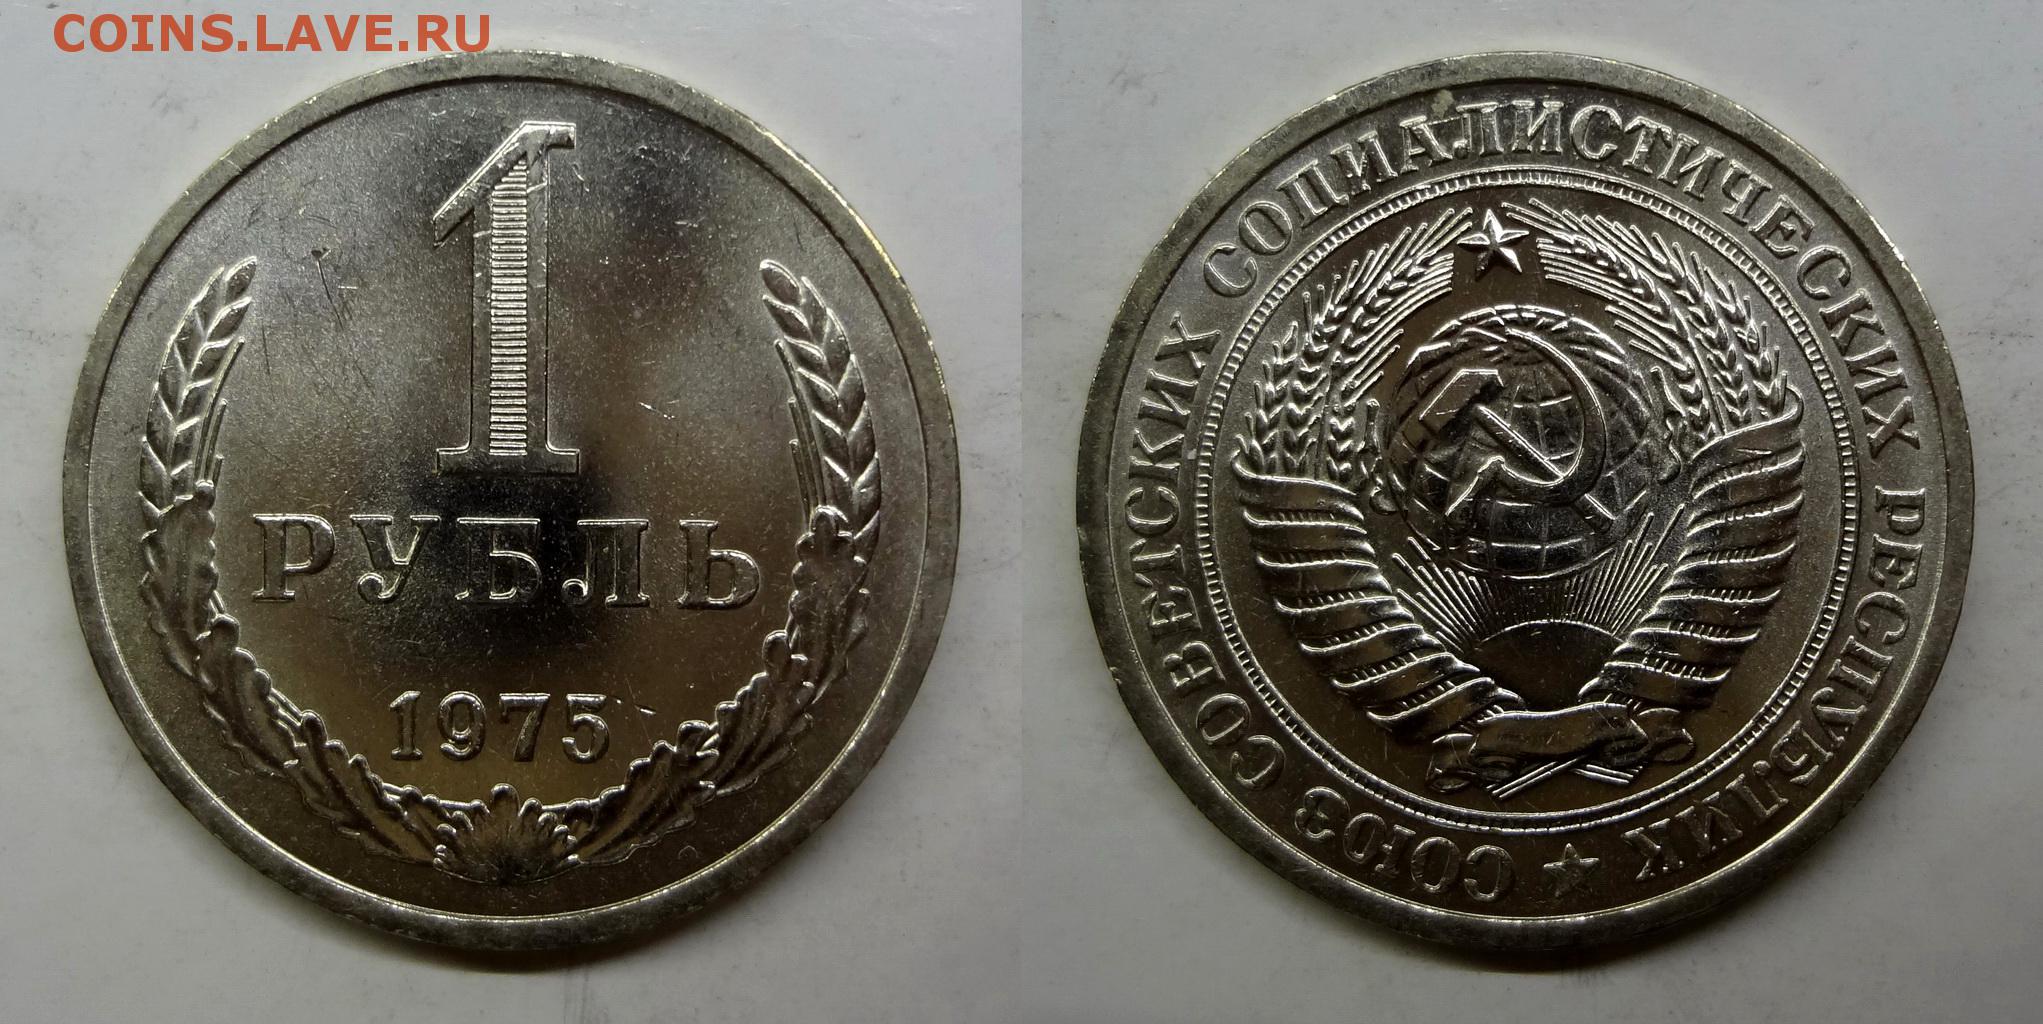 COINS.LAVE.RU
1
РУБЛЬ
1975
СОЮЗ СОВЕТСКИХ СОЦИАЛИСТИЧЕСКИХ РЕСПУБЛИК